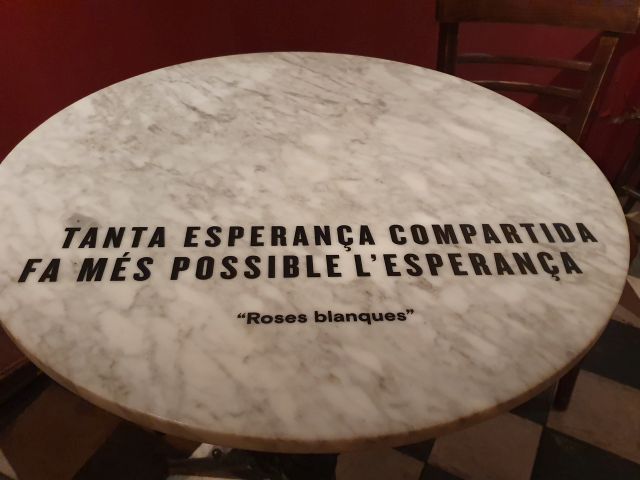 TANTA ESPERANÇA COMPARTIDA
FA MÉS POSSIBLE L'ESPERANÇA
“Roses blanques”